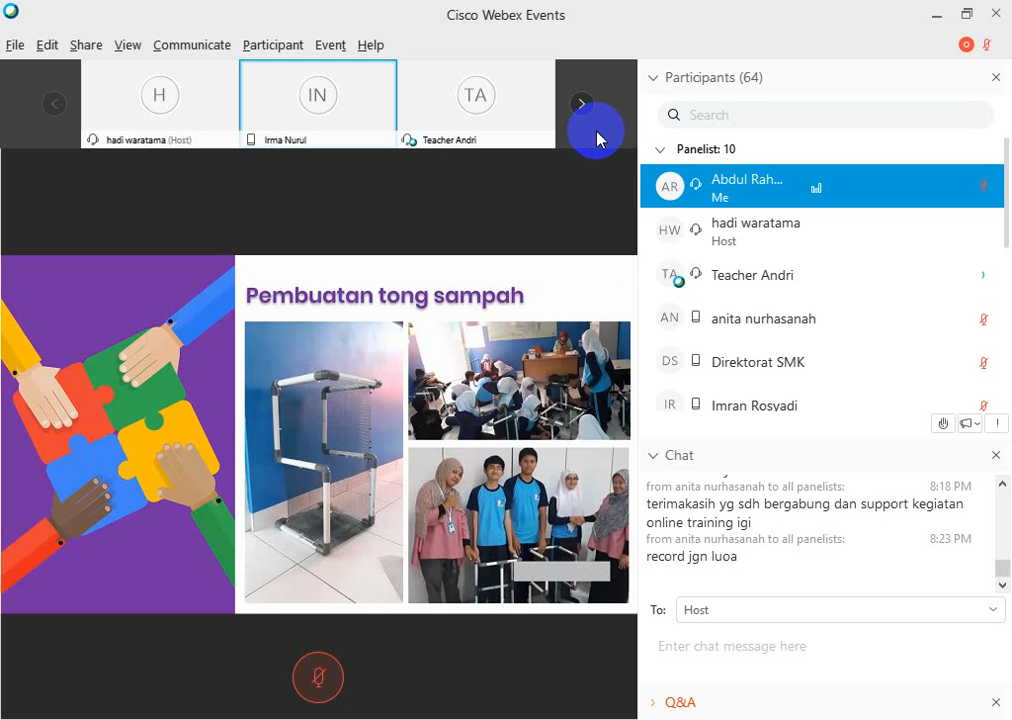 Cisco Webex Events
File Edit Share View Communicate Participant Event Help
H
IN
TA
hadi waratama (Host)
Irma Nurul
Teacher Andri
Pembuatan tong sampah
Participants (64)
Search
Panelist: 10
AR
Abdul Rah...
Me
HW
hadi waratama
Host
TA
Teacher Andri
AN
anita nurhasanah
DS
Direktorat SMK
IR
Imran Rosyadi
Chat
from anita nurhasanah to all panelists: 8:18 PM
terimakasih yg sdh bergabung dan support kegiatan
online training igi
from anita nurhasanah to all panelists: 8:23 PM
record jgn luoa
To: Host
Enter chat message here
Q&A